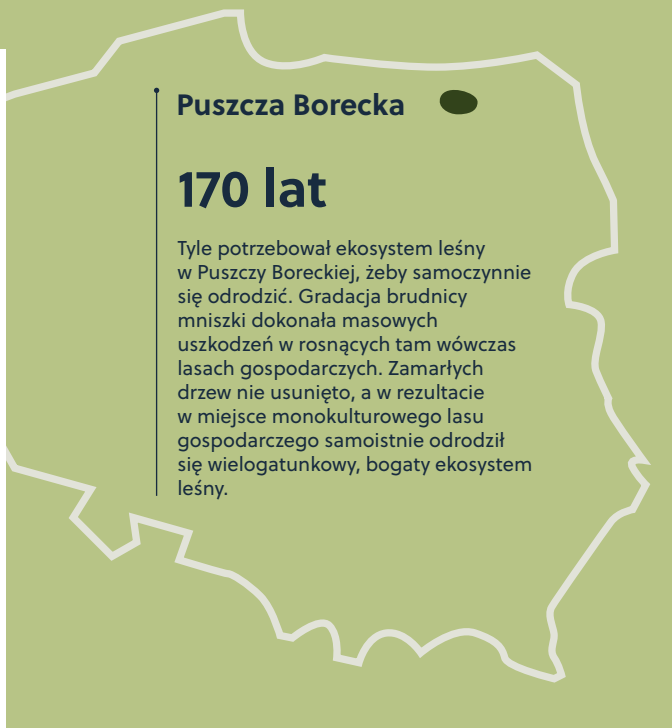 Puszcza Borecka
170 lat
Tyle potrzebował ekosystem leśny
w Puszczy Boreckiej, żeby samoczynnie
się odrodzić. Gradacja brudnicy
mniszki dokonała masowych
uszkodzeń w rosnących tam wówczas
lasach gospodarczych. Zamarłych
drzew nie usunięto, a w rezultacie
w miejsce monokulturowego lasu
gospodarczego samoistnie odrodził
się wielogatunkowy, bogaty ekosystem
leśny.